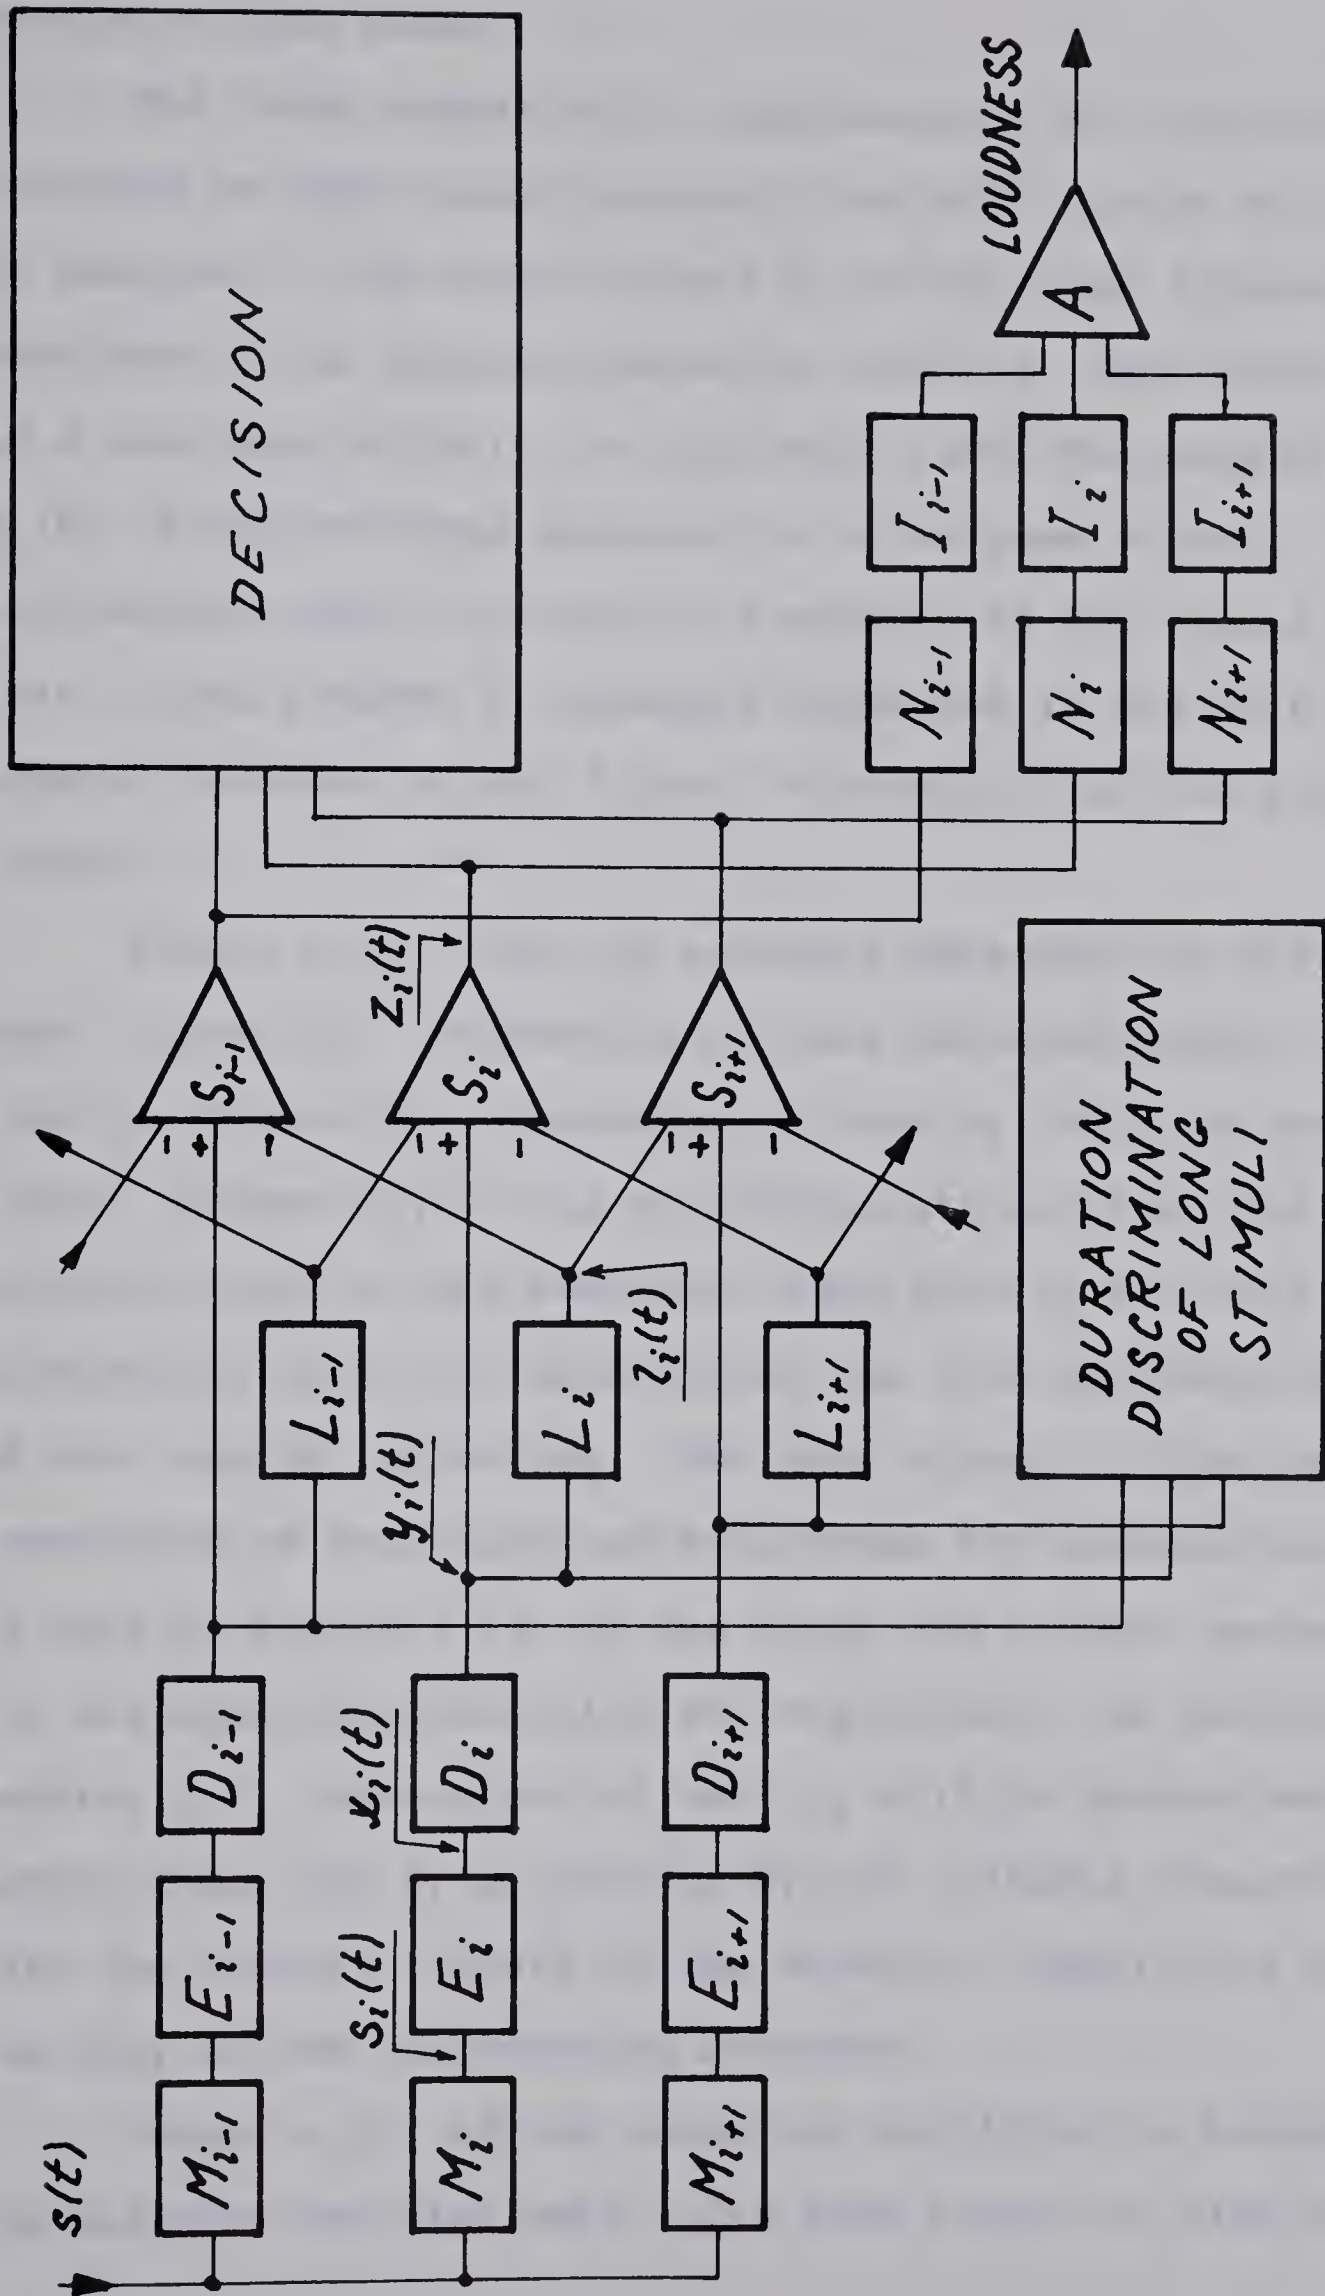 s(t)
M_{i-1}
E_{i-1}
D_{i-1}
L_{i-1}
- + -
S_{i-1}
DECISION
S_i(t)
x_i(t)
y_i(t)
z_i(t)
M_i
E_i
D_i
L_i
l_i(t)
- + -
S_i
M_{i+1}
E_{i+1}
D_{i+1}
L_{i+1}
- + -
S_{i+1}
N_{i-1}
I_{i-1}
N_i
I_i
N_{i+1}
I_{i+1}
A
LOUDNESS
DURATION
DISCRIMINATION
OF LONG
STIMULI